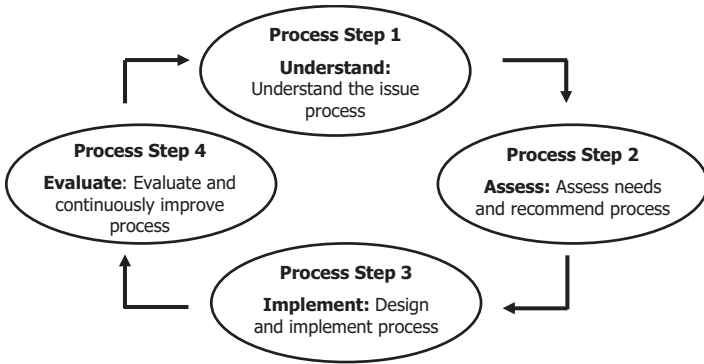 Process Step 1
Understand:
Understand the issue
process
Process Step 2
Assess: Assess needs
and recommend process
Process Step 3
Implement: Design
and implement process
Process Step 4
Evaluate: Evaluate and
continuously improve
process